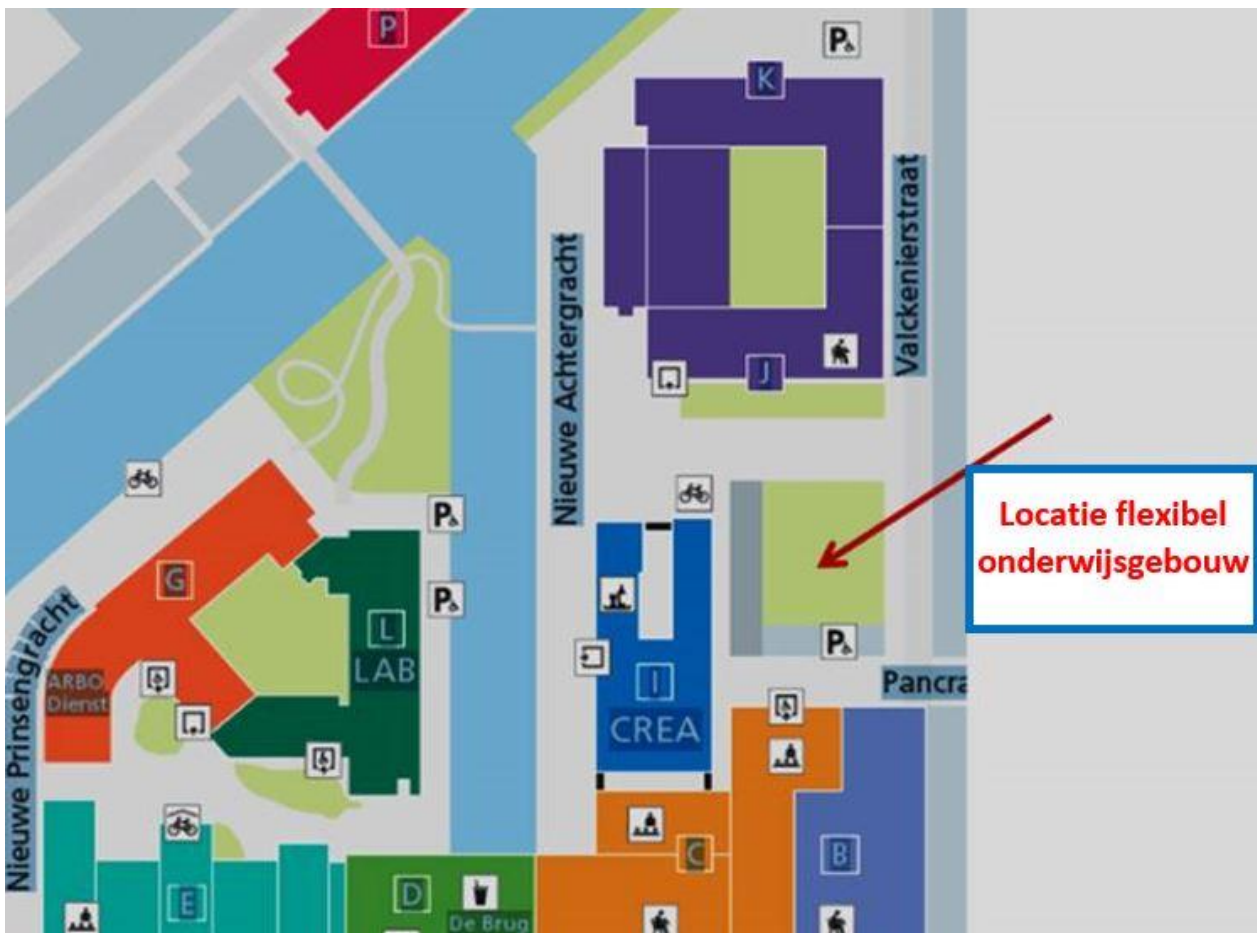 P
P
K
Valckenierstraat
Nieuwe Achtergracht
J
Locatie flexibel
onderwijsgebouw
P
G
P
L
LAB
Nieuwe Prinsengracht
ARBO
Dienst
P
I
CREA
Pancra
E
D
De Brug
C
B